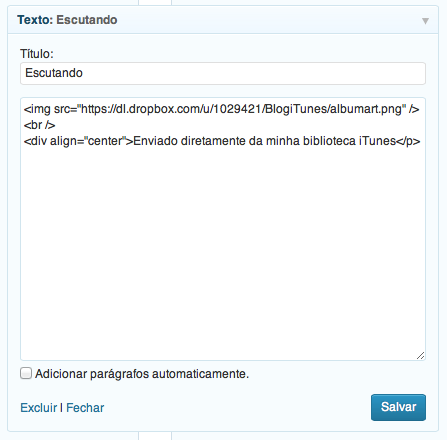 Texto: Escutando
Título:
Escutando
<img src="https://dl.dropbox.com/u/1029421/BlogiTunes/albumart.png" />
<br />
<div align="center">Enviado diretamente da minha biblioteca iTunes</p>
Adicionar parágrafos automaticamente.
Excluir | Fechar
Salvar